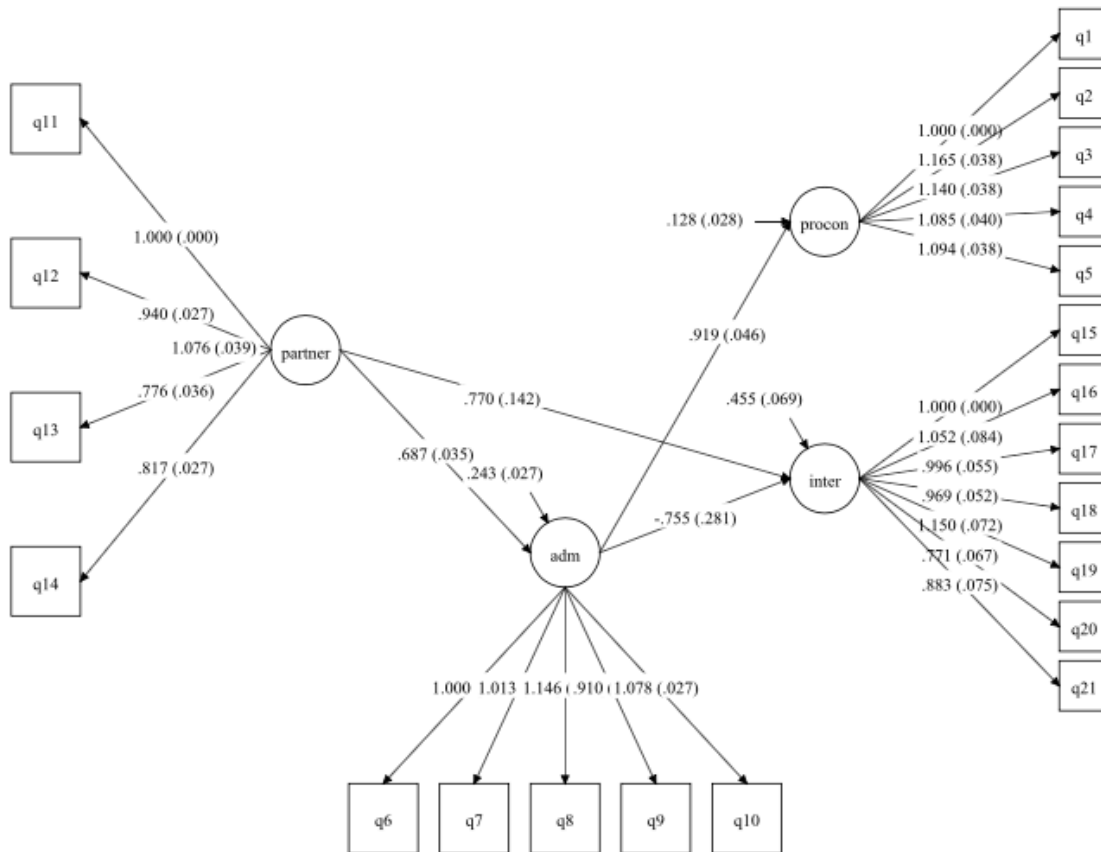 q1
q11
q2
1.000 (.000)
q3
1.165 (.038)
1.140 (.038)
q4
.128 (.028)
procon
1.085 (.040)
1.000 (.000)
1.094 (.038)
q12
q5
.940 (.027)
q15
1.076 (.039)
partner
.919 (.046)
.776 (.036)
q16
.770 (.142)
.455 (.069)
1.000 (.000)
q13
1.052 (.084)
q17
.687 (.035)
.996 (.055)
.817 (.027)
.243 (.027)
inter
.969 (.052)
q18
-.755 (.281)
1.150 (.072)
adm
.771 (.067)
q19
q14
.883 (.075)
q20
q21
1.000 1.013 1.146 (.910 (1.078 (.027)
q6 q7 q8 q9 q10